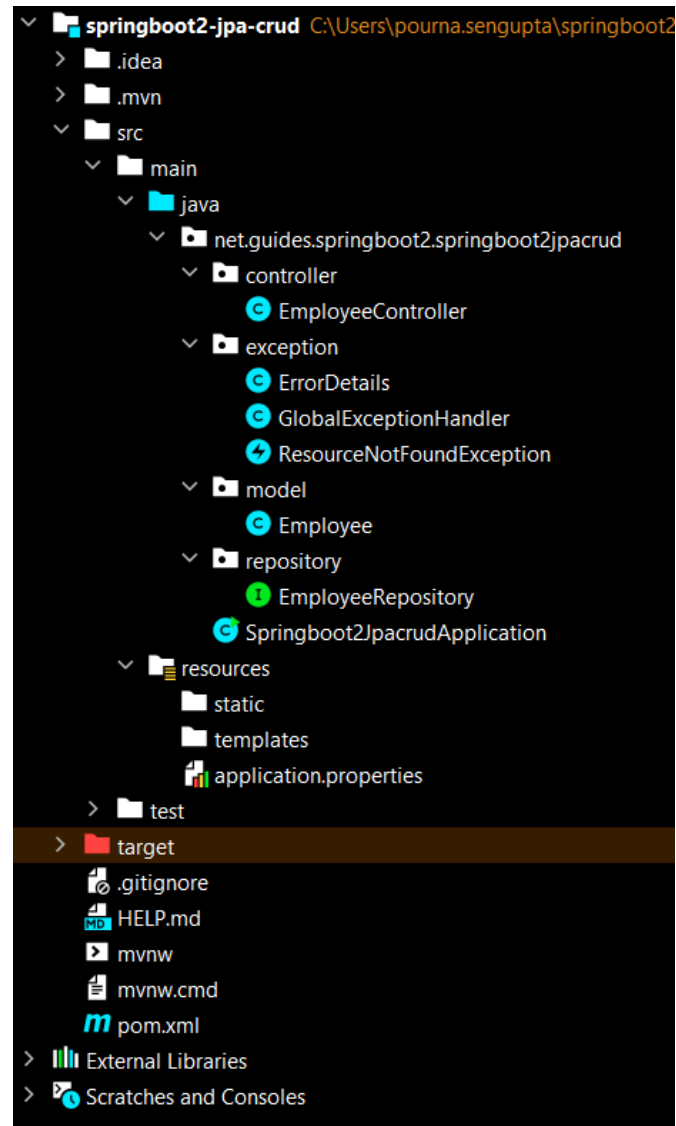 springboot2-jpa-crud C:\Users\pourna.sengupta\springboot2
.idea
.mvn
src
main
java
net.guides.springboot2.springboot2jpacrud
controller
C EmployeeController
exception
C ErrorDetails
C GlobalExceptionHandler
ResourceNotFoundException
model
C Employee
repository
I EmployeeRepository
C Springboot2JpacrudApplication
resources
static
templates
application.properties
test
target
.gitignore
MD HELP.md
mvnw
mvnw.cmd
m pom.xml
External Libraries
Scratches and Consoles